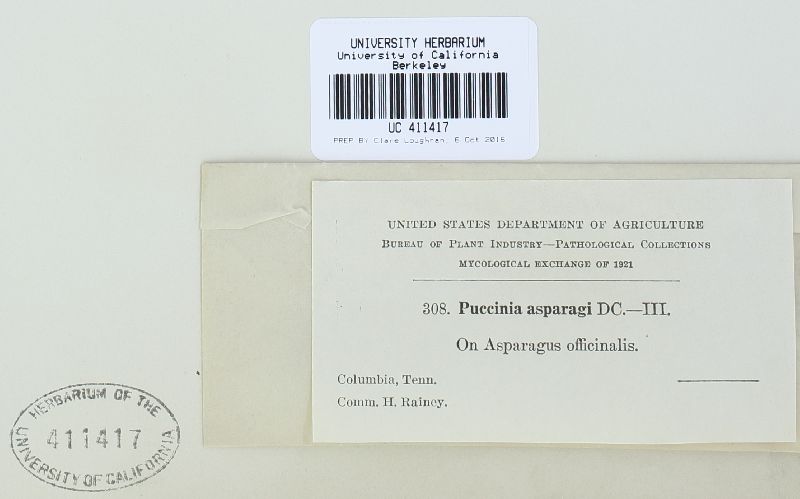 UNIVERSITY HERBARIUM
University of California
Berkeley
UC 411417
PREP BY Clare Loughran, 6 Oct 2016
UNITED STATES DEPARTMENT OF AGRICULTURE
BUREAU OF PLANT INDUSTRY—PATHOLOGICAL COLLECTIONS
MYCOLOGICAL EXCHANGE OF 1921
308. Puccinia asparagi DC.—III.
On Asparagus officinalis.
Columbia, Tenn.
Comm. H. Rainey.
HERBARIUM OF THE
411417
UNIVERSITY OF CALIFORNIA